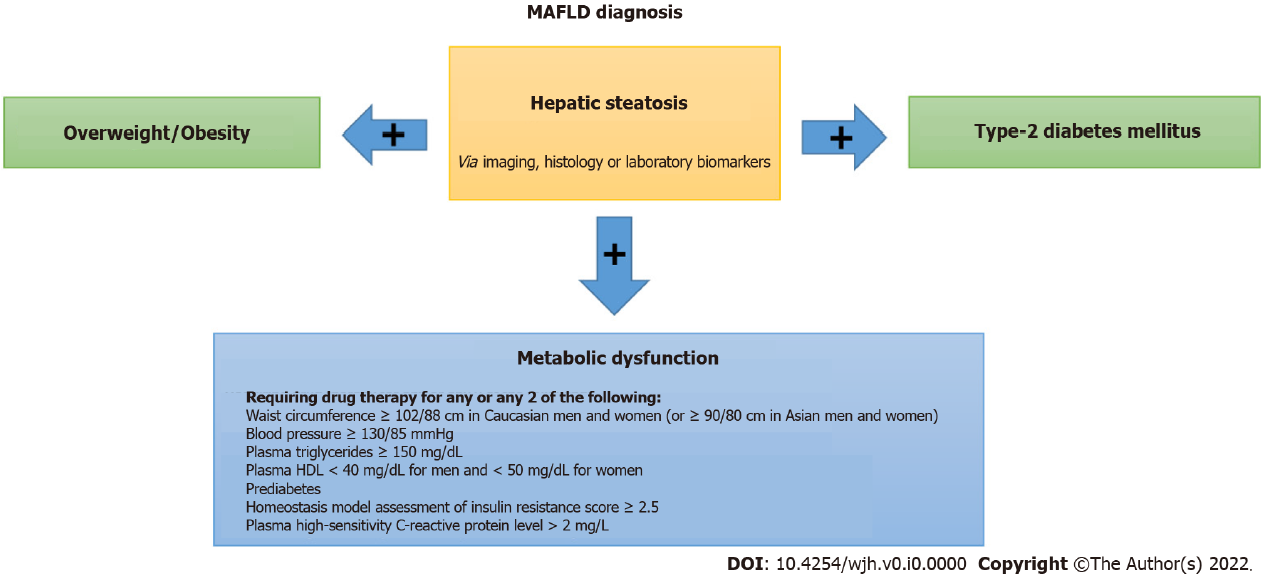 MAFLD diagnosis
Hepatic steatosis
Via imaging, histology or laboratory biomarkers
Overweight/Obesity
+
+
Type-2 diabetes mellitus
+
Metabolic dysfunction
Requiring drug therapy for any or any 2 of the following:
Waist circumference ≥ 102/88 cm in Caucasian men and women (or ≥ 90/80 cm in Asian men and women)
Blood pressure ≥ 130/85 mmHg
Plasma triglycerides ≥ 150 mg/dL
Plasma HDL < 40 mg/dL for men and < 50 mg/dL for women
Prediabetes
Homeostasis model assessment of insulin resistance score ≥ 2.5
Plasma high-sensitivity C-reactive protein level > 2 mg/L
DOI: 10.4254/wjh.v0.i0.0000 Copyright ©The Author(s) 2022.